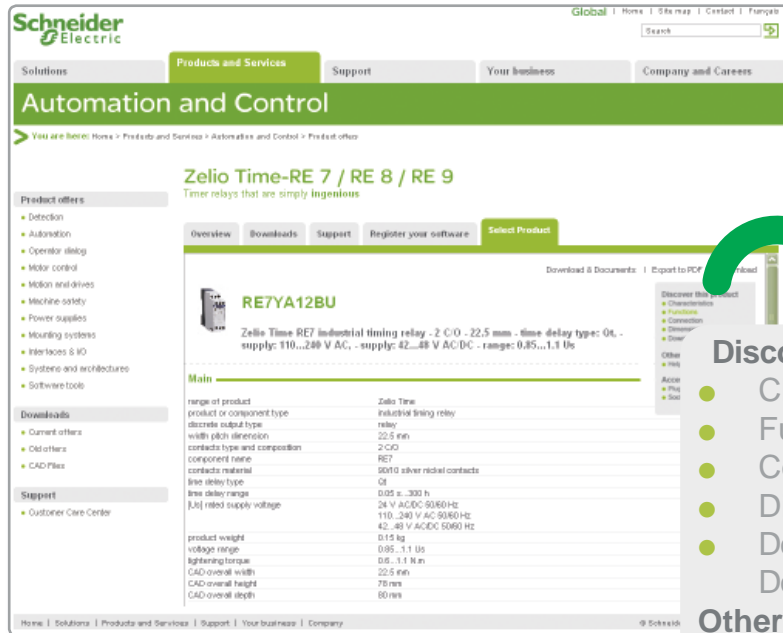 Global | Home | Site map | Contact | Français
Schneider
Electric
Search
Solutions
Products and Services
Support
Your business
Company and Careers
Automation and Control
You are here: Home > Products and Services > Automation and Control > Product offers
Zelio Time-RE 7 / RE 8 / RE 9
Timer relays that are simply ingenious
Product offers
Detection
Automation
Operator dialog
Motor control
Motion and drives
Machine safety
Power supplies
Mounting systems
Interfaces & I/O
Systems and architectures
Software tools
Downloads
Current offers
Old offers
CAD Files
Support
Customer Care Center
Overview
Downloads
Support
Register your software
Select Product
Download & Documents | Export to PDF
RE7YA12BU
Zelio Time RE7 industrial timing relay - 2 C/O - 22.5 mm - time delay type: Qt, -
supply: 110...240 V AC, - supply: 42...48 V AC/DC - range: 0,85...1.1 Us
Main
range of product Zelio Time
product or component type industrial timing relay
discrete output type relay
width pitch dimension 22.5 mm
contacts type and composition 2 C/O
component name RE7
contacts material 90/10 silver nickel contacts
time delay type Qt
time delay range 0.05 s...300 h
[Us] rated supply voltage 24 V AC/DC 50/60 Hz
110...240 V AC 50/60 Hz
42...48 V AC/DC 50/60 Hz
product weight 0.15 kg
voltage range 0.85...1.1 Us
tightening torque 0.6...1.1 N.m
CAD overall width 22.5 mm
CAD overall height 78 mm
CAD overall depth 80 mm
Discover this product
Characteristics
Functions
Connection
Disco
C
Fu
C
D
Do
Do
Other
Home | Solutions | Products and Services | Support | Your business | Company